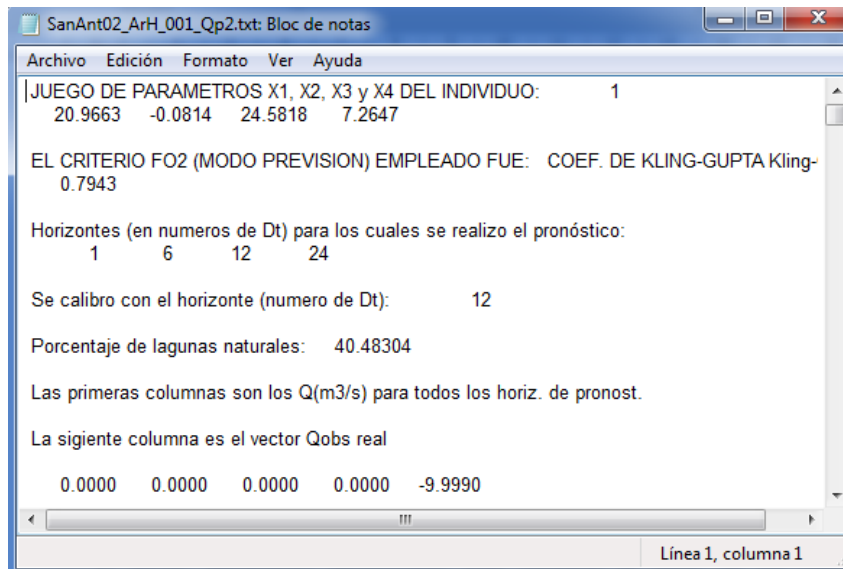 SanAnt02_ArH_001_Qp2.txt: Bloc de notas
Archivo Edición Formato Ver Ayuda
JUEGO DE PARAMETROS X1, X2, X3 y X4 DEL INDIVIDUO: 1
20.9663 -0.0814 24.5818 7.2647
EL CRITERIO FO2 (MODO PREVISION) EMPLEADO FUE: COEF. DE KLING-GUPTA Kling-
0.7943
Horizontes (en numeros de Dt) para los cuales se realizo el pronóstico:
1 6 12 24
Se calibro con el horizonte (numero de Dt): 12
Porcentaje de lagunas naturales: 40.48304
Las primeras columnas son los Q(m3/s) para todos los horiz. de pronost.
La sigiente columna es el vector Qobs real
0.0000 0.0000 0.0000 0.0000 -9.9990
Línea 1, columna 1